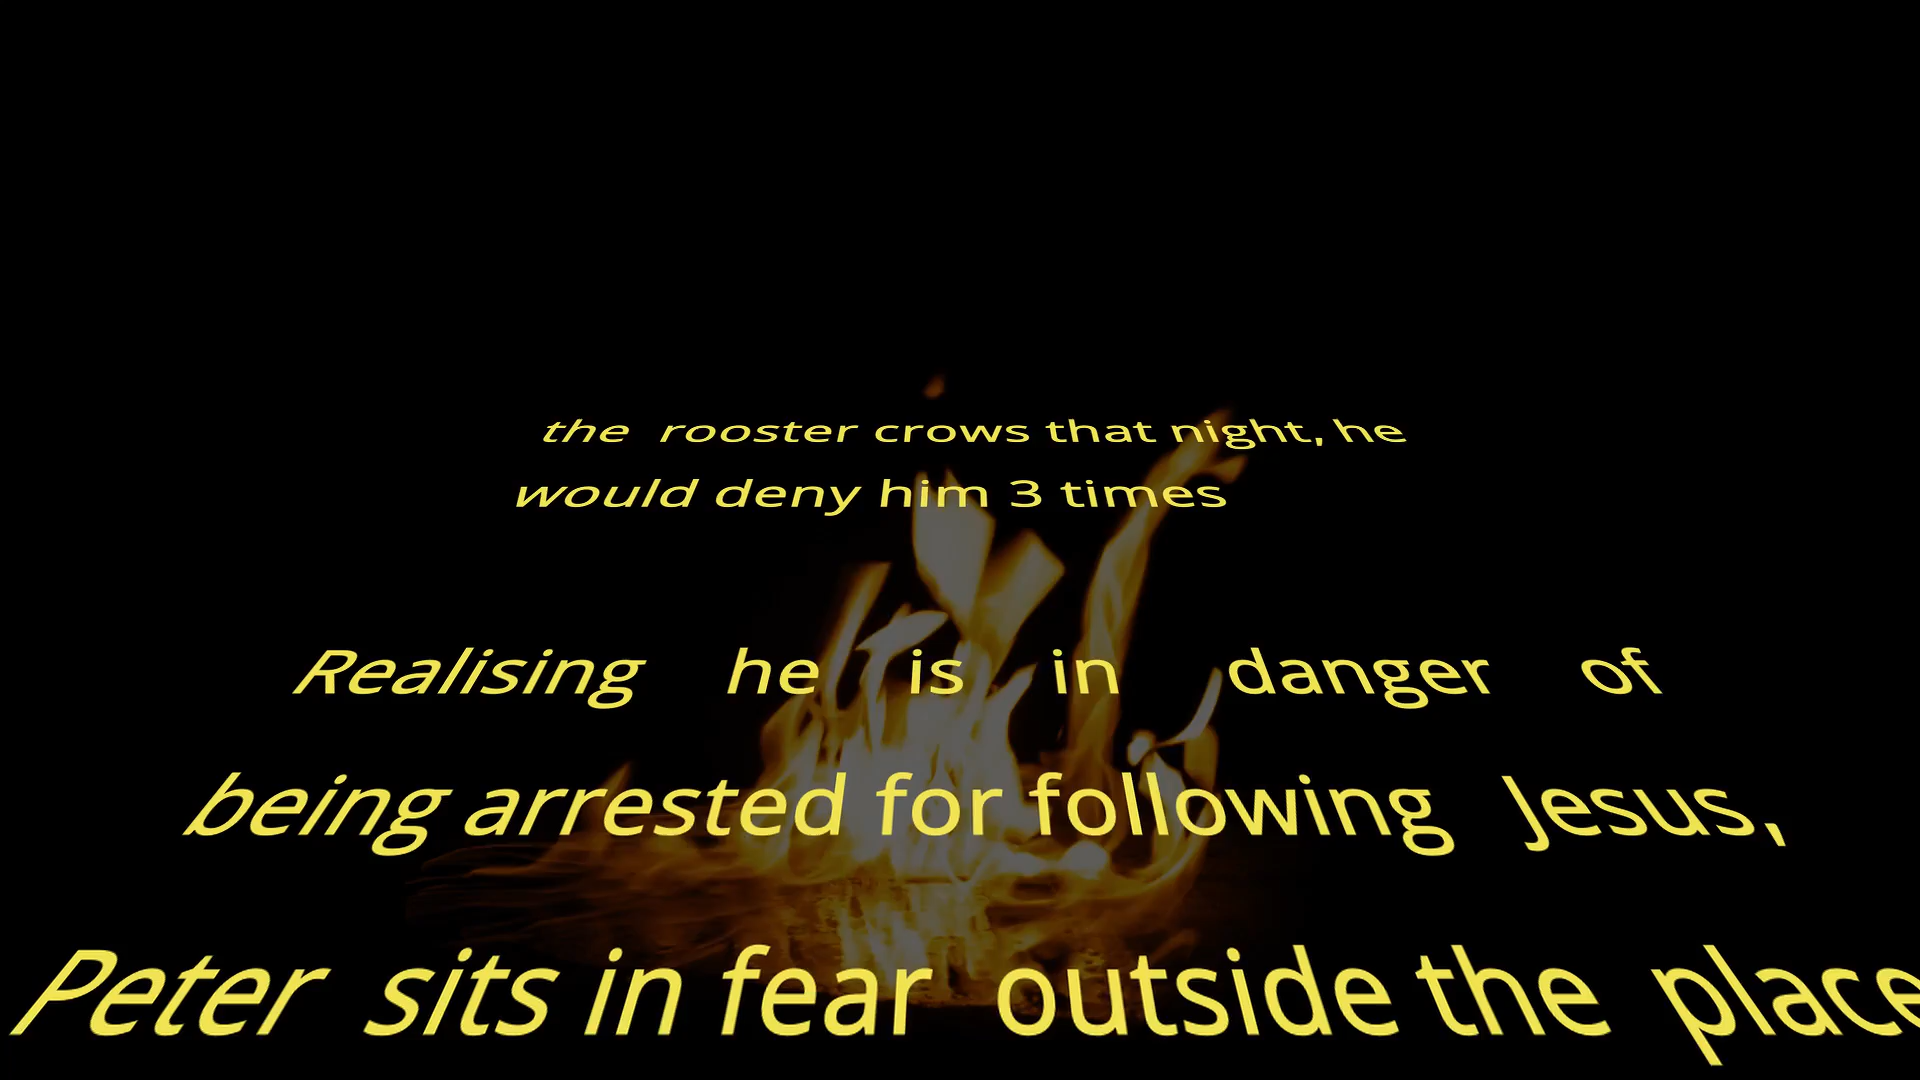 the rooster crows that night, he
would deny him 3 times
Realising he is in danger of
being arrested for following Jesus,
Peter sits in fear outside the place